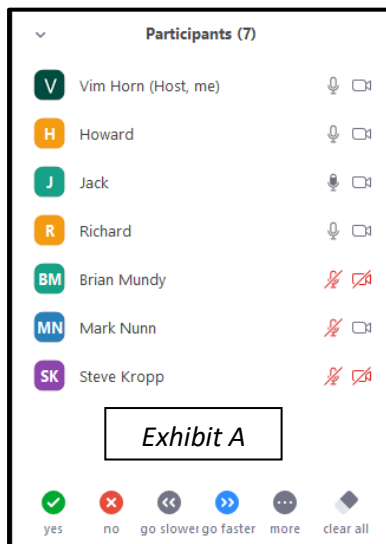 Participants (7)
V Vim Horn (Host, me)
H Howard
J Jack
R Richard
BM Brian Mundy
MN Mark Nunn
SK Steve Kropp
Exhibit A
yes no go slower go faster more clear all